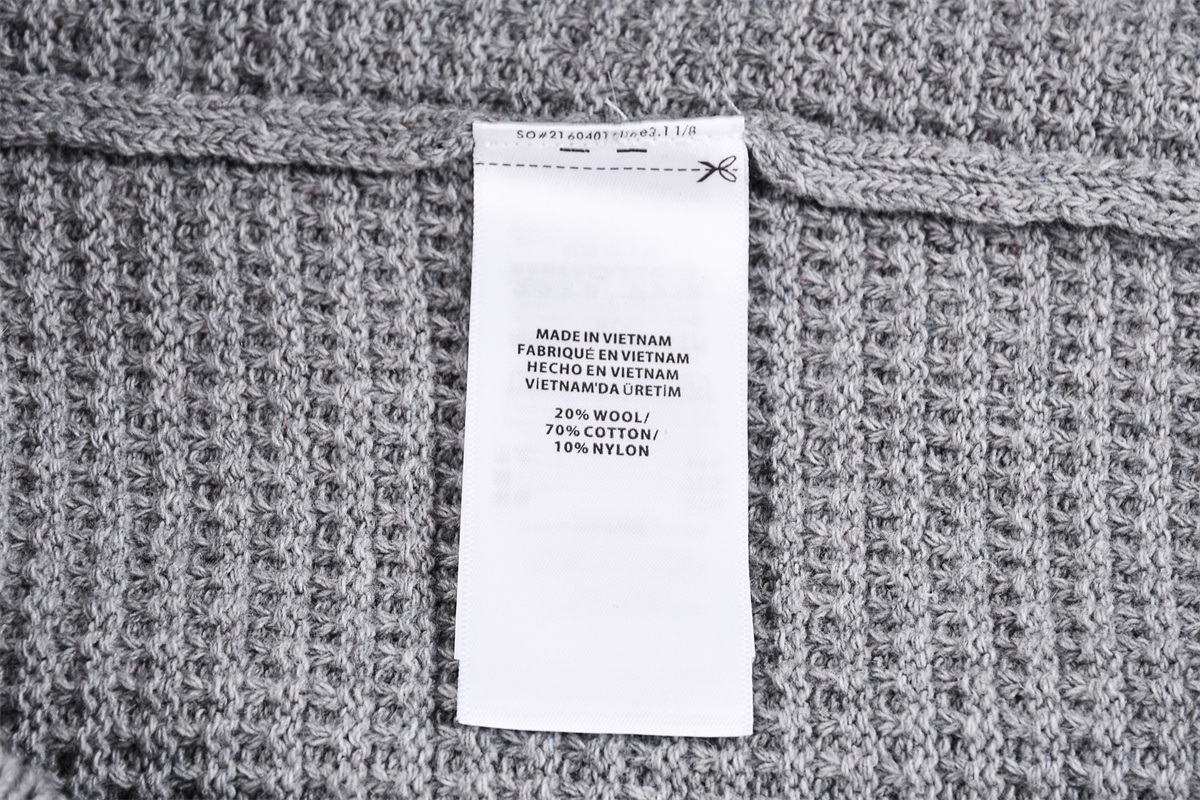 MADE IN VIETNAM
FABRIQUÉ EN VIETNAM
HECHO EN VIETNAM
VİETNAM'DA ÜRETİM
20% WOOL/
70% COTTON/
10% NYLON